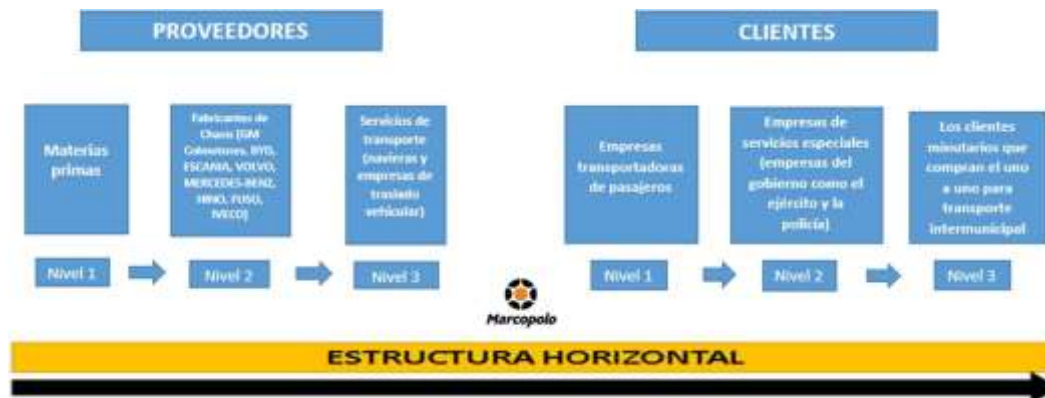 PROVEEDORES
CLIENTES
Materias
primas
Fabricantes de
Chasis (GM
Colmotores, BYD,
ESCANIA, VOLVO,
MERCEDES-BENZ,
HINO, FUSO,
IVECO)
Servicios de
transporte
(navieras y
empresas de
traslado
vehicular)
Empresas
transportadoras
de pasajeros
Empresas de
servicios especiales
(empresas del
gobierno como el
ejército y la
policía)
Los clientes
minutarios que
compran el uno
a uno para
transporte
intermunicipal
Nivel 1
Nivel 2
Nivel 3
Nivel 1
Nivel 2
Nivel 3
Marcopolo
ESTRUCTURA HORIZONTAL